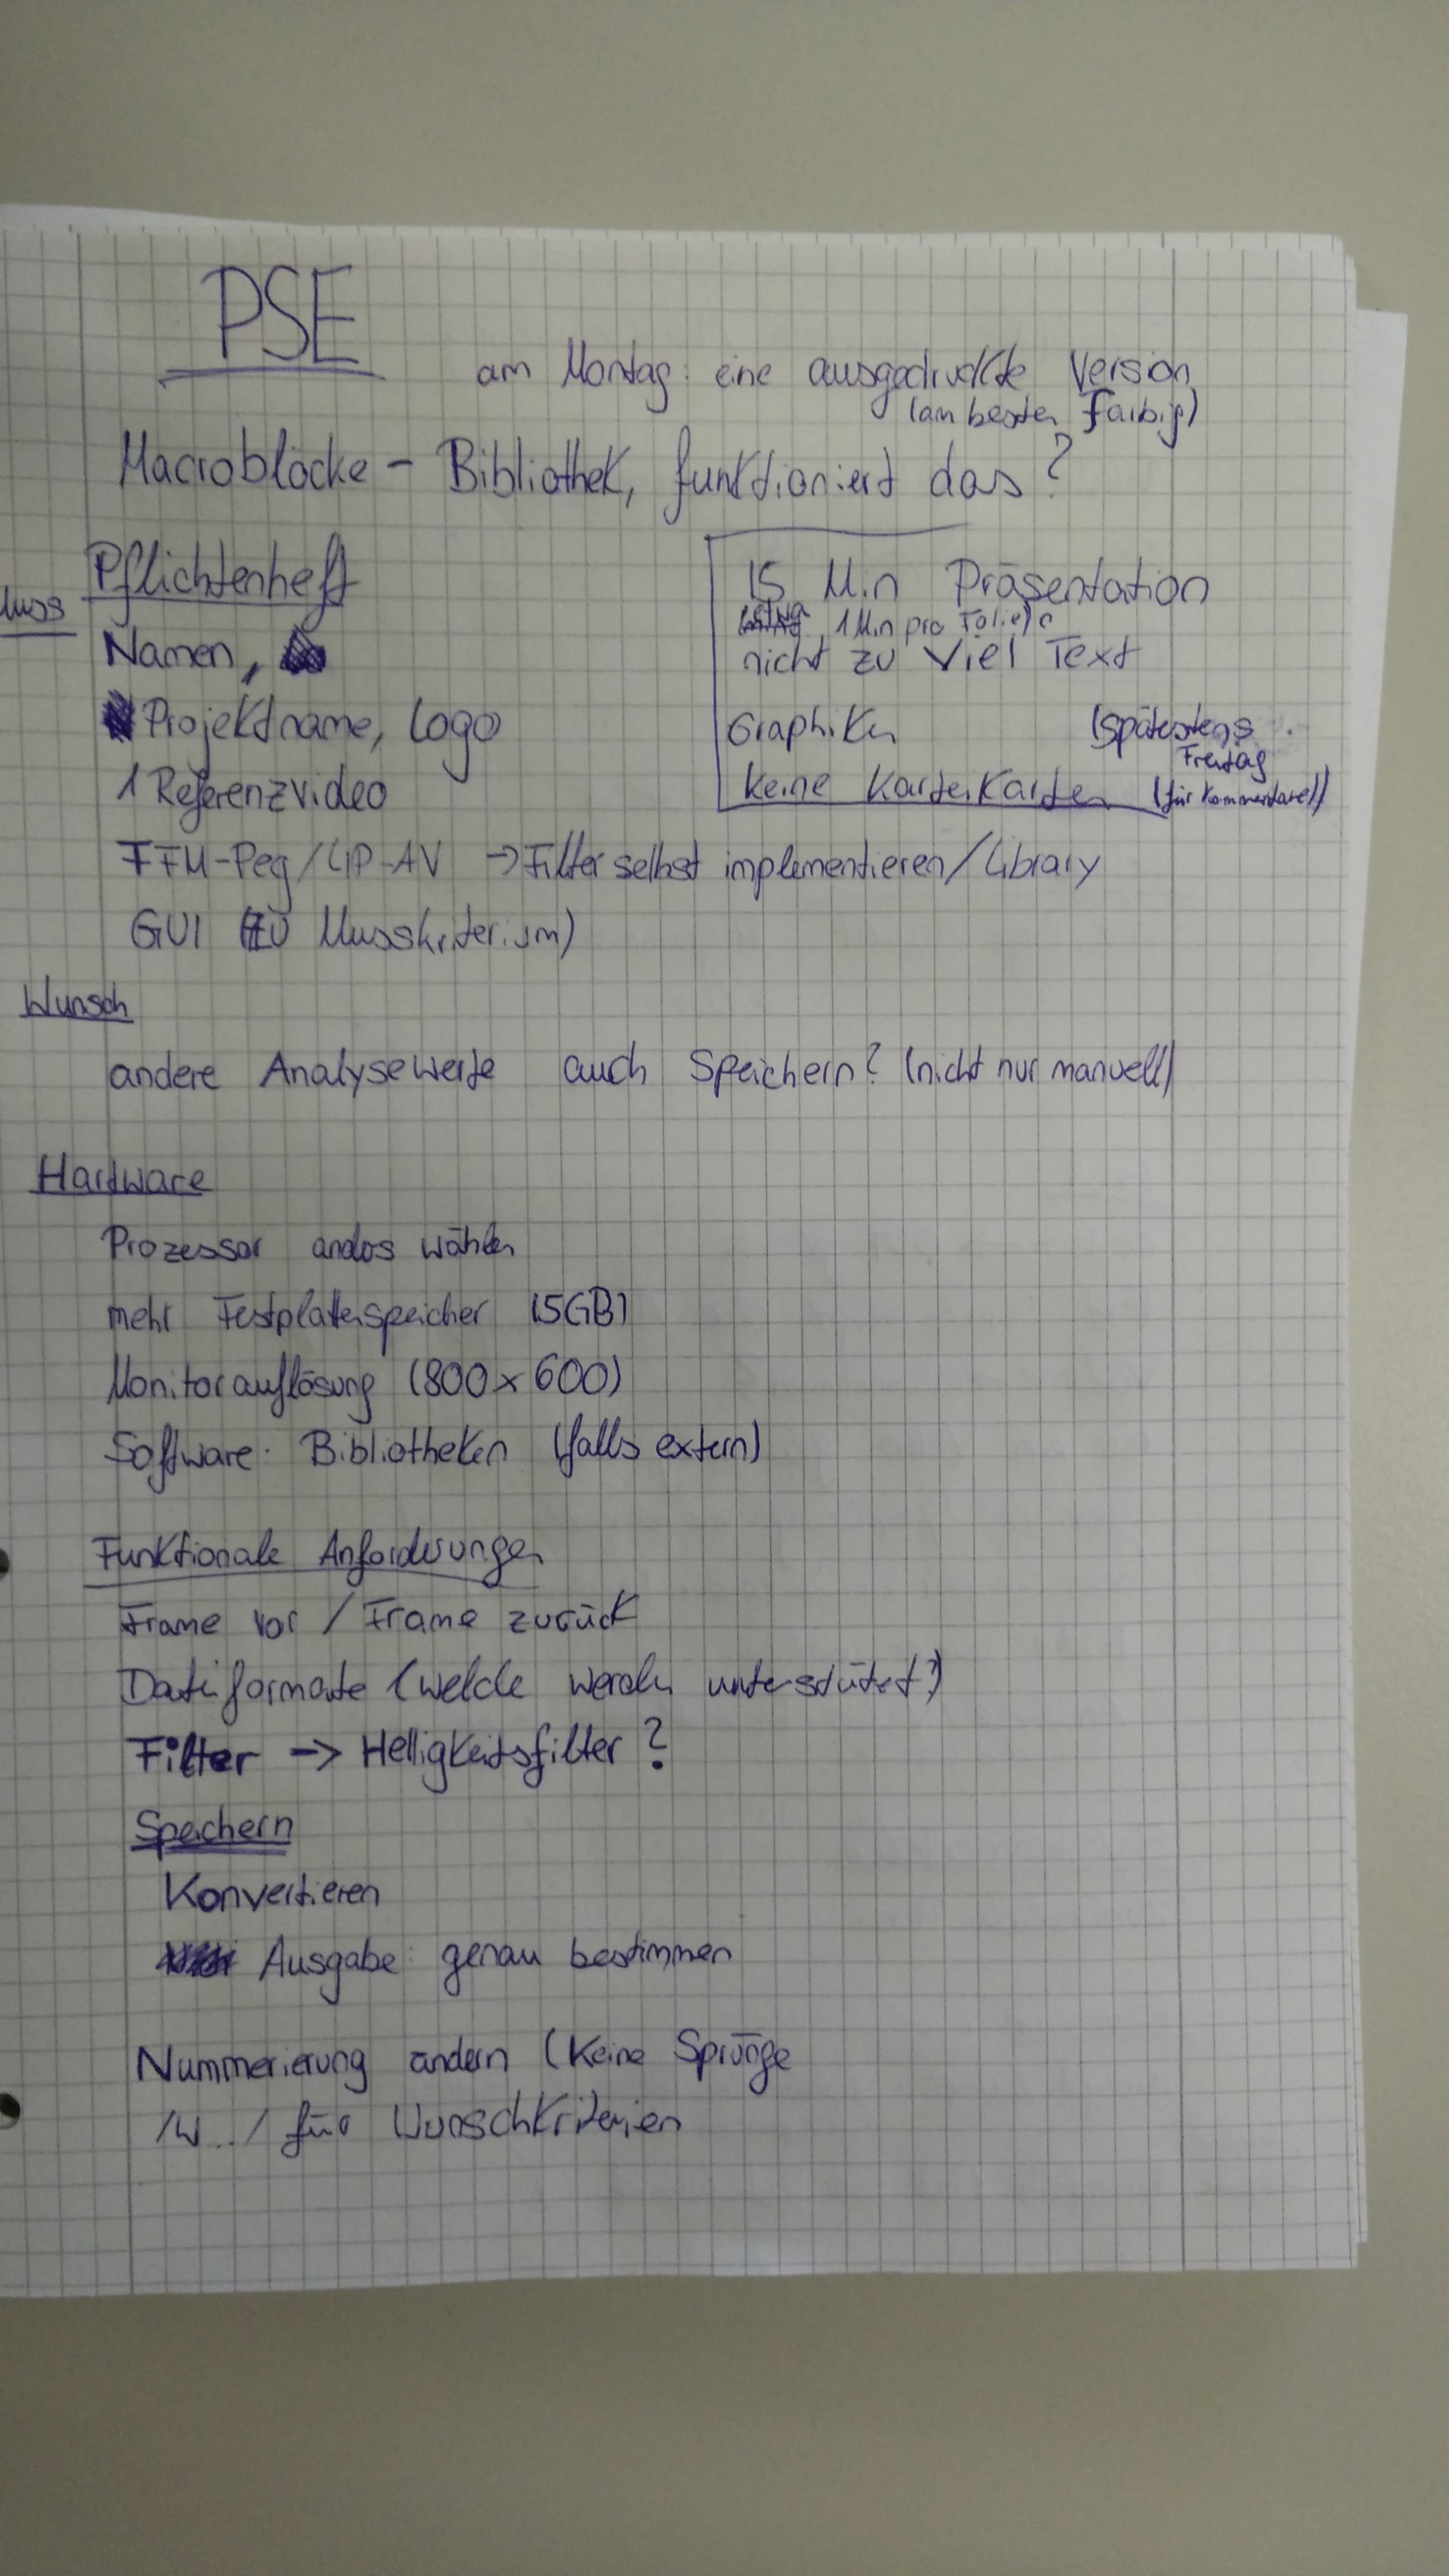 PSE
am Montag: eine ausgedruckte Version
(am besten farbig)
Macroblöcke - Bibliothek, funktioniert das?
Pflichtenheft
Muss
Namen,
Projektname, Logo
1 Referenzvideo
15 Min Präsentation
1 Min pro Folie)
nicht zu viel Text
Graphiken
keine Karteikarten
(spätestens
Freitag
(für Kommentare))
FFM-Peg/LIP-AV -> Filter selbst implementieren/Library
GUI (zu Musskriterium)
Wunsch
andere Analysewerte auch Speichern? (nicht nur manuell)
Hardware
Prozessor anders wählen
mehr Festplattenspeicher (5GB)
Monitorauflösung (800x600)
Software: Bibliotheken (falls extern)
Funktionale Anforderungen
Frame vor / Frame zurück
Dateiformate (welche werden unterstützt?)
Filter -> Helligkeitsfilter?
Speichern
Konvertieren
Ausgabe: genau bestimmen
Nummerierung ändern (keine Sprünge
/W../ für Wunschkriterien